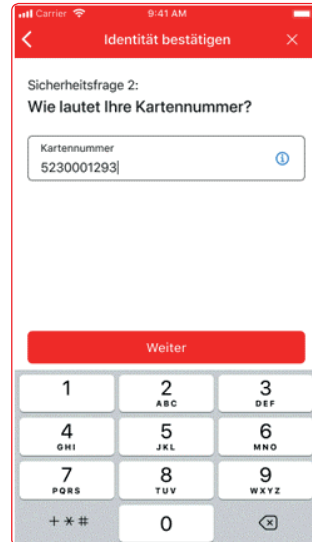 Carrier 9:41 AM
Identität bestätigen
Sicherheitsfrage 2:
Wie lautet Ihre Kartennummer?
Kartennummer
5230001293
Weiter
1 2 3
ABC DEF
4 5 6
GHI JKL MNO
7 8 9
PQRS TUV WXYZ
+ * # 0